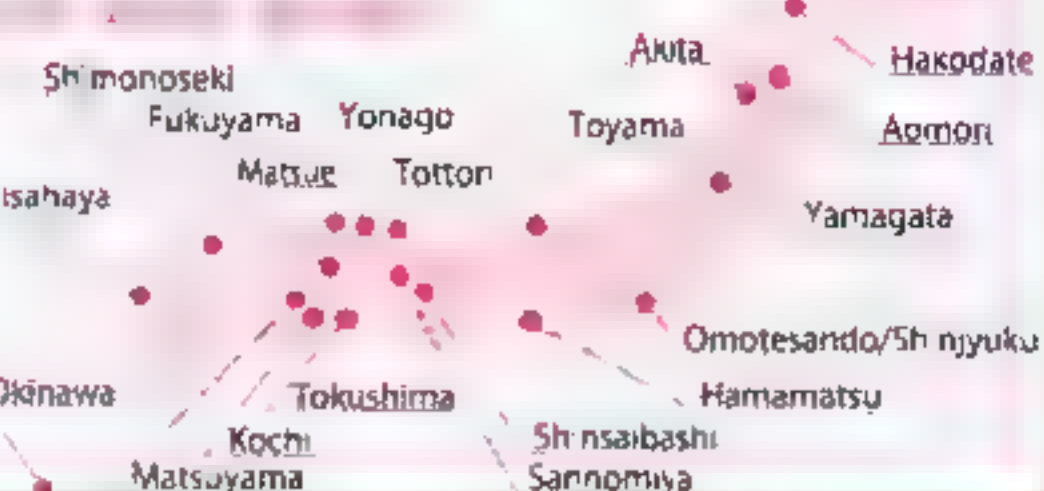 Akita
Hakodate
Shimonoseki
Fukuyama
Yonago
Toyama
Aomori
Matsue
Tottori
Isahaya
Yamagata
Omotesando/Shinjyuku
Okinawa
Tokushima
Hamamatsu
Kochi
Shinsaibashi
Matsuyama
Sannomiya